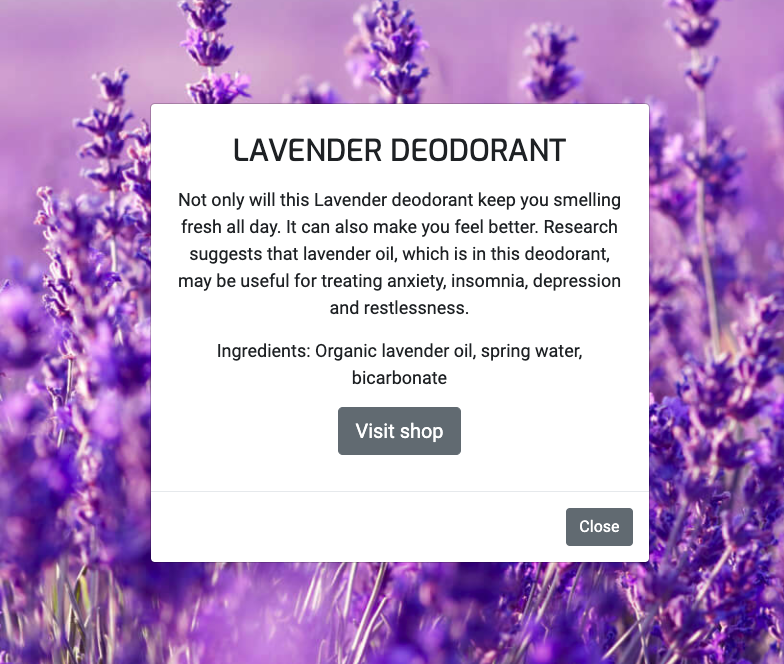 LAVENDER DEODORANT
Not only will this Lavender deodorant keep you smelling
fresh all day. It can also make you feel better. Research
suggests that lavender oil, which is in this deodorant,
may be useful for treating anxiety, insomnia, depression
and restlessness.
Ingredients: Organic lavender oil, spring water,
bicarbonate
Visit shop
Close